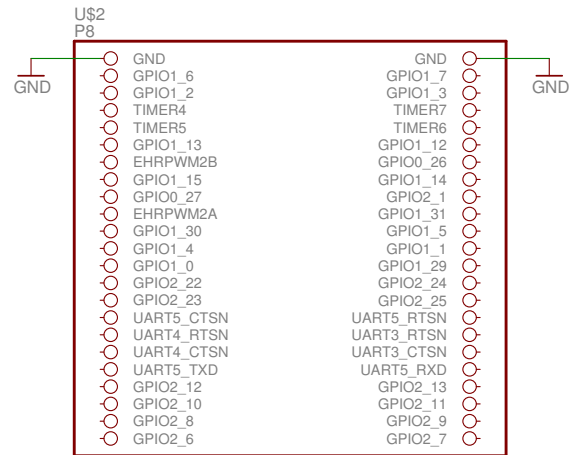 U$2
P8
GND GND
GPIO1_6 GPIO1_7
GND GND
GPIO1_2 GPIO1_3
TIMER4 TIMER7
TIMER5 TIMER6
GPIO1_13 GPIO1_12
EHRPWM2B GPIO0_26
GPIO1_15 GPIO1_14
GPIO0_27 GPIO2_1
EHRPWM2A GPIO1_31
GPIO1_30 GPIO1_5
GPIO1_4 GPIO1_1
GPIO1_0 GPIO1_29
GPIO2_22 GPIO2_24
GPIO2_23 GPIO2_25
UART5_CTSN UART5_RTSN
UART4_RTSN UART3_RTSN
UART4_CTSN UART3_CTSN
UART5_TXD UART5_RXD
GPIO2_12 GPIO2_13
GPIO2_10 GPIO2_11
GPIO2_8 GPIO2_9
GPIO2_6 GPIO2_7